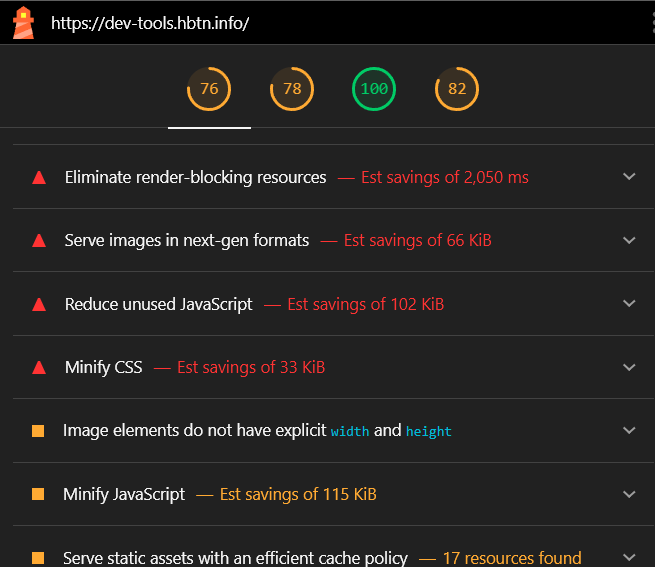 https://dev-tools.hbtn.info/
76 78 100 82
Eliminate render-blocking resources — Est savings of 2,050 ms
Serve images in next-gen formats — Est savings of 66 KiB
Reduce unused JavaScript — Est savings of 102 KiB
Minify CSS — Est savings of 33 KiB
Image elements do not have explicit width and height
Minify JavaScript — Est savings of 115 KiB
Serve static assets with an efficient cache policy — 17 resources found